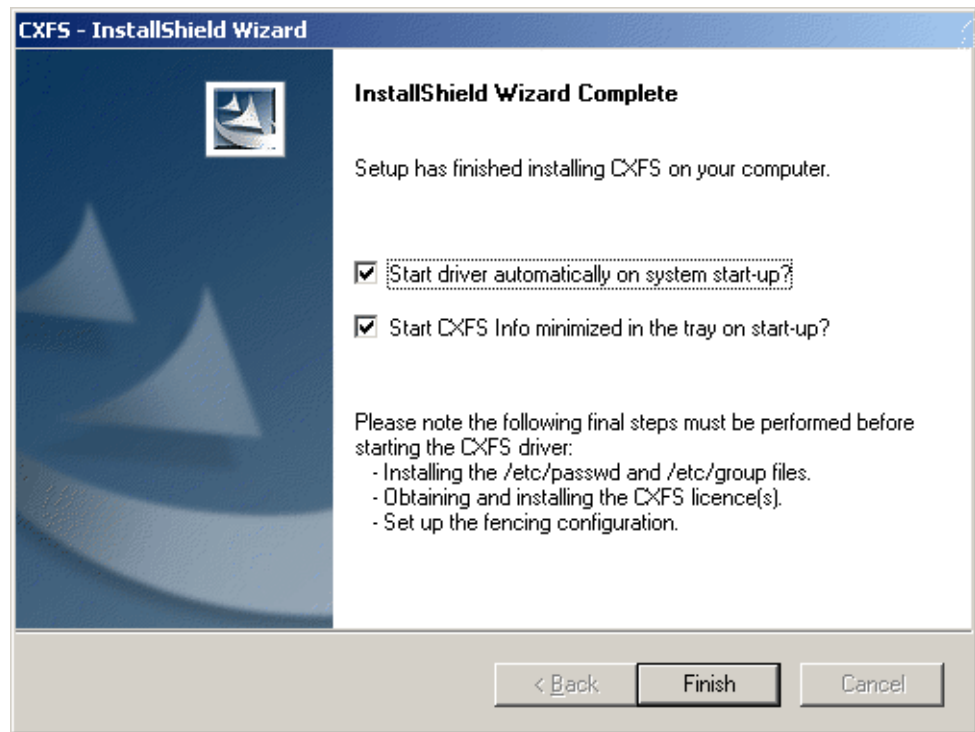 CXFS - InstallShield Wizard
InstallShield Wizard Complete
Setup has finished installing CXFS on your computer.
Start driver automatically on system start-up?
Start CXFS Info minimized in the tray on start-up?
Please note the following final steps must be performed before
starting the CXFS driver:
- Installing the /etc/passwd and /etc/group files.
- Obtaining and installing the CXFS licence(s).
- Set up the fencing configuration.
< Back
Finish
Cancel